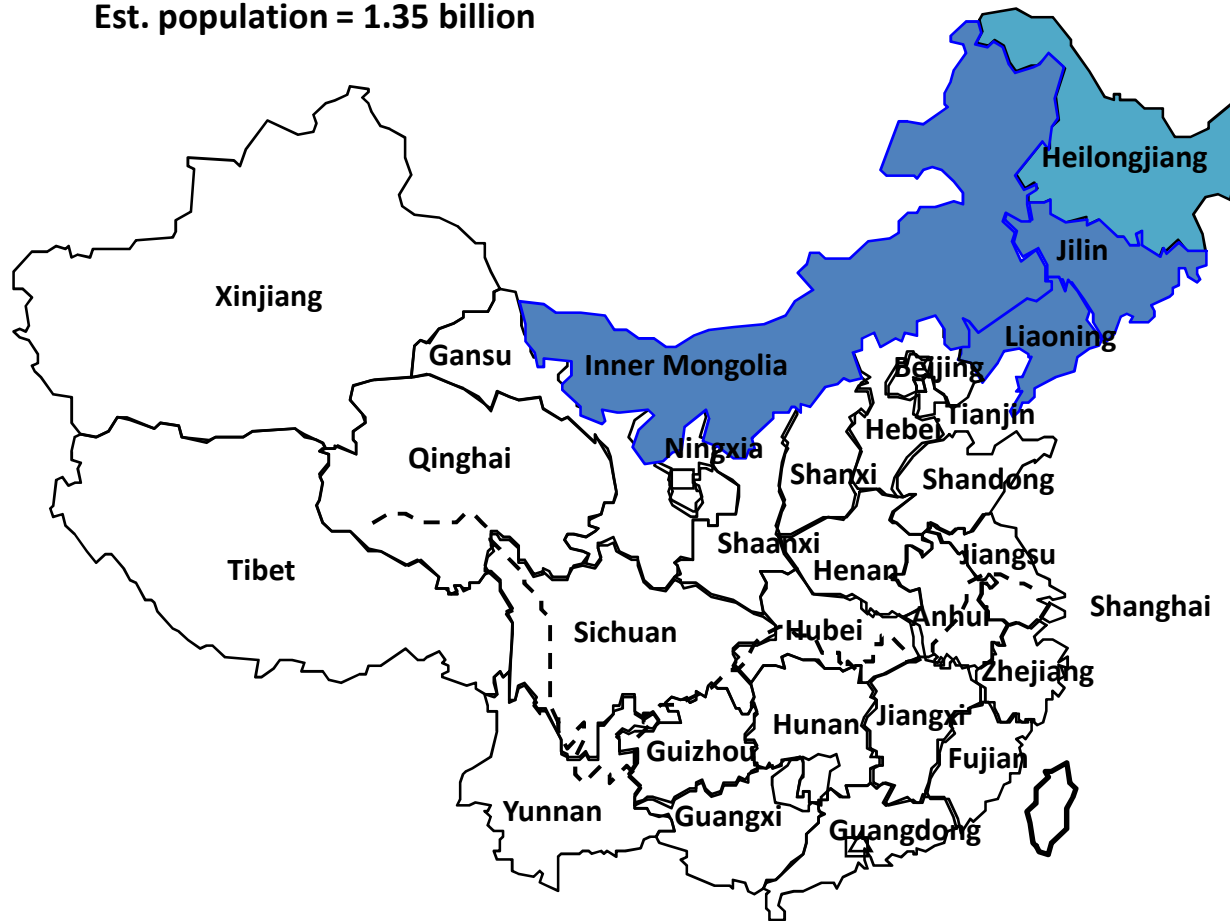 Est. population = 1.35 billion
Heilongjiang
Jilin
Xinjiang
Liaoning
Gansu
Inner Mongolia
Beijing
Tianjin
Hebei
Ningxia
Qinghai
Shanxi
Shandong
Shaanxi
Jiangsu
Tibet
Henan
Shanghai
Anhui
Sichuan
Hubei
Zhejiang
Hunan
Jiangxi
Guizhou
Fujian
Yunnan
Guangxi
Guangdong